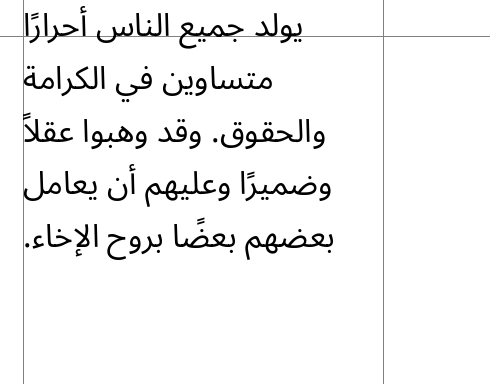 يولد جميع الناس أحرارًا
متساوين في الكرامة
والحقوق. وقد وهبوا عقلاً
وضميرًا وعليهم أن يعامل
بعضهم بعضًا بروح الإخاء.